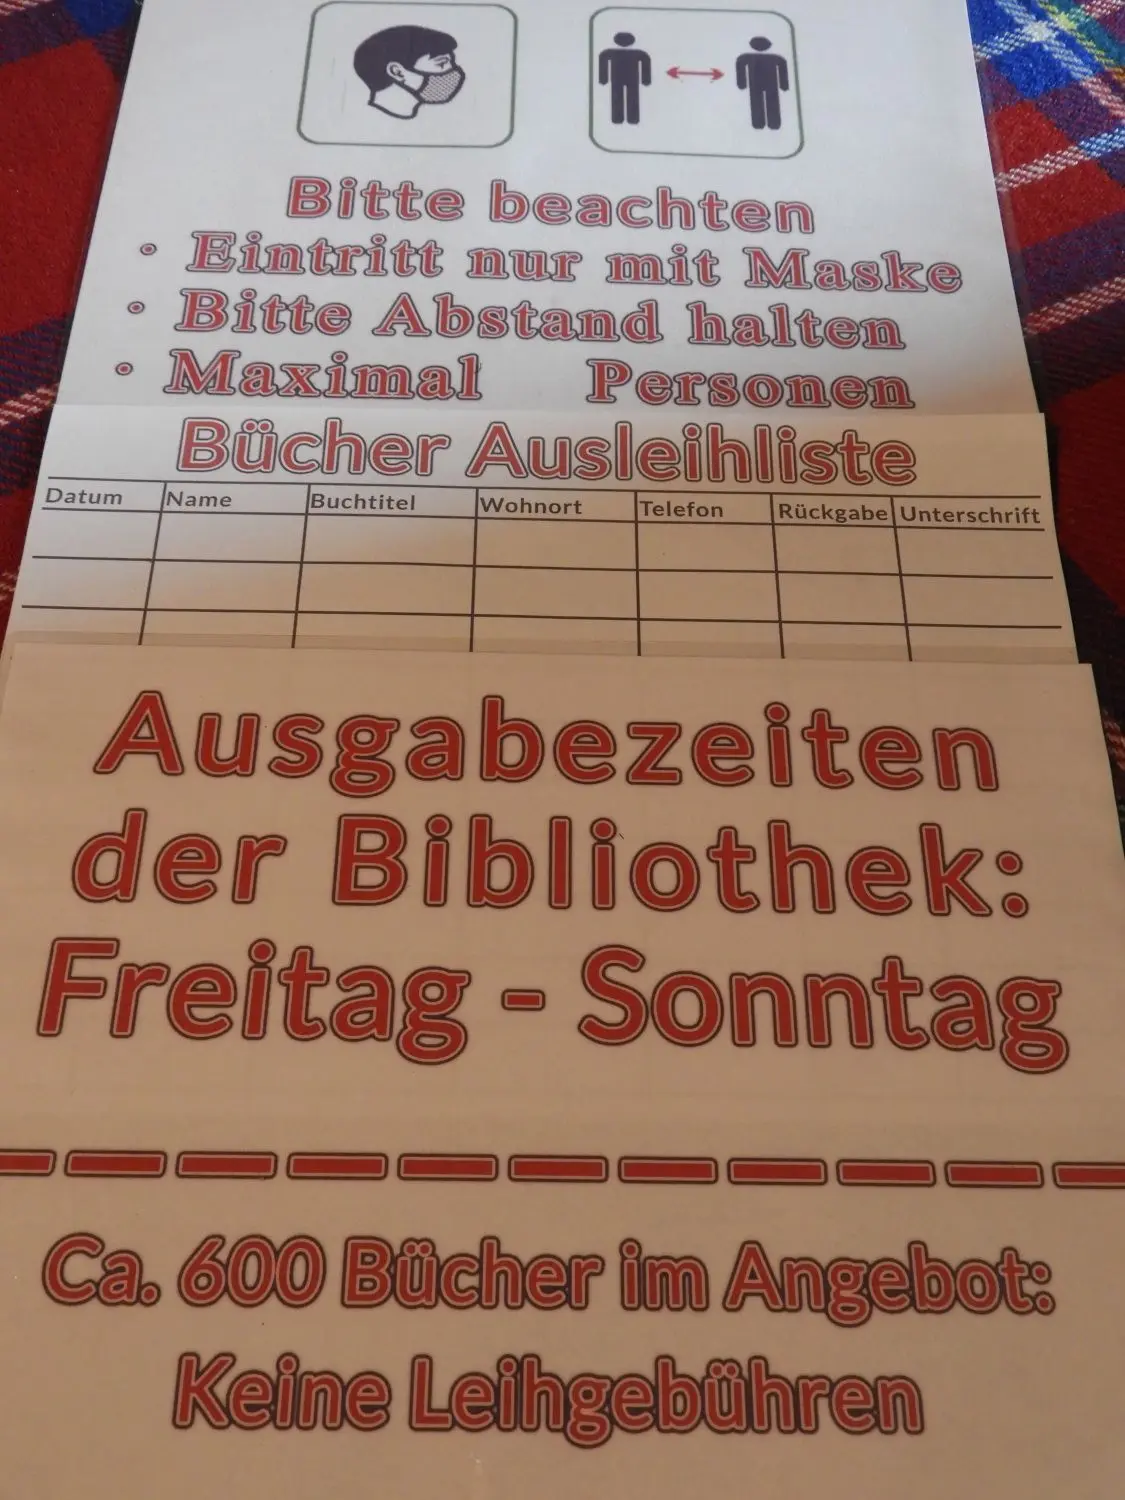 Bitte beachten
• Eintritt nur mit Maske
• Bitte Abstand halten
• Maximal Personen
Bücher Ausleihliste
Datum Name Buchtitel Wohnort Telefon Rückgabe Unterschrift
Ausgabezeiten
der Bibliothek:
Freitag - Sonntag
Ca. 600 Bücher im Angebot:
Keine Leihgebühren